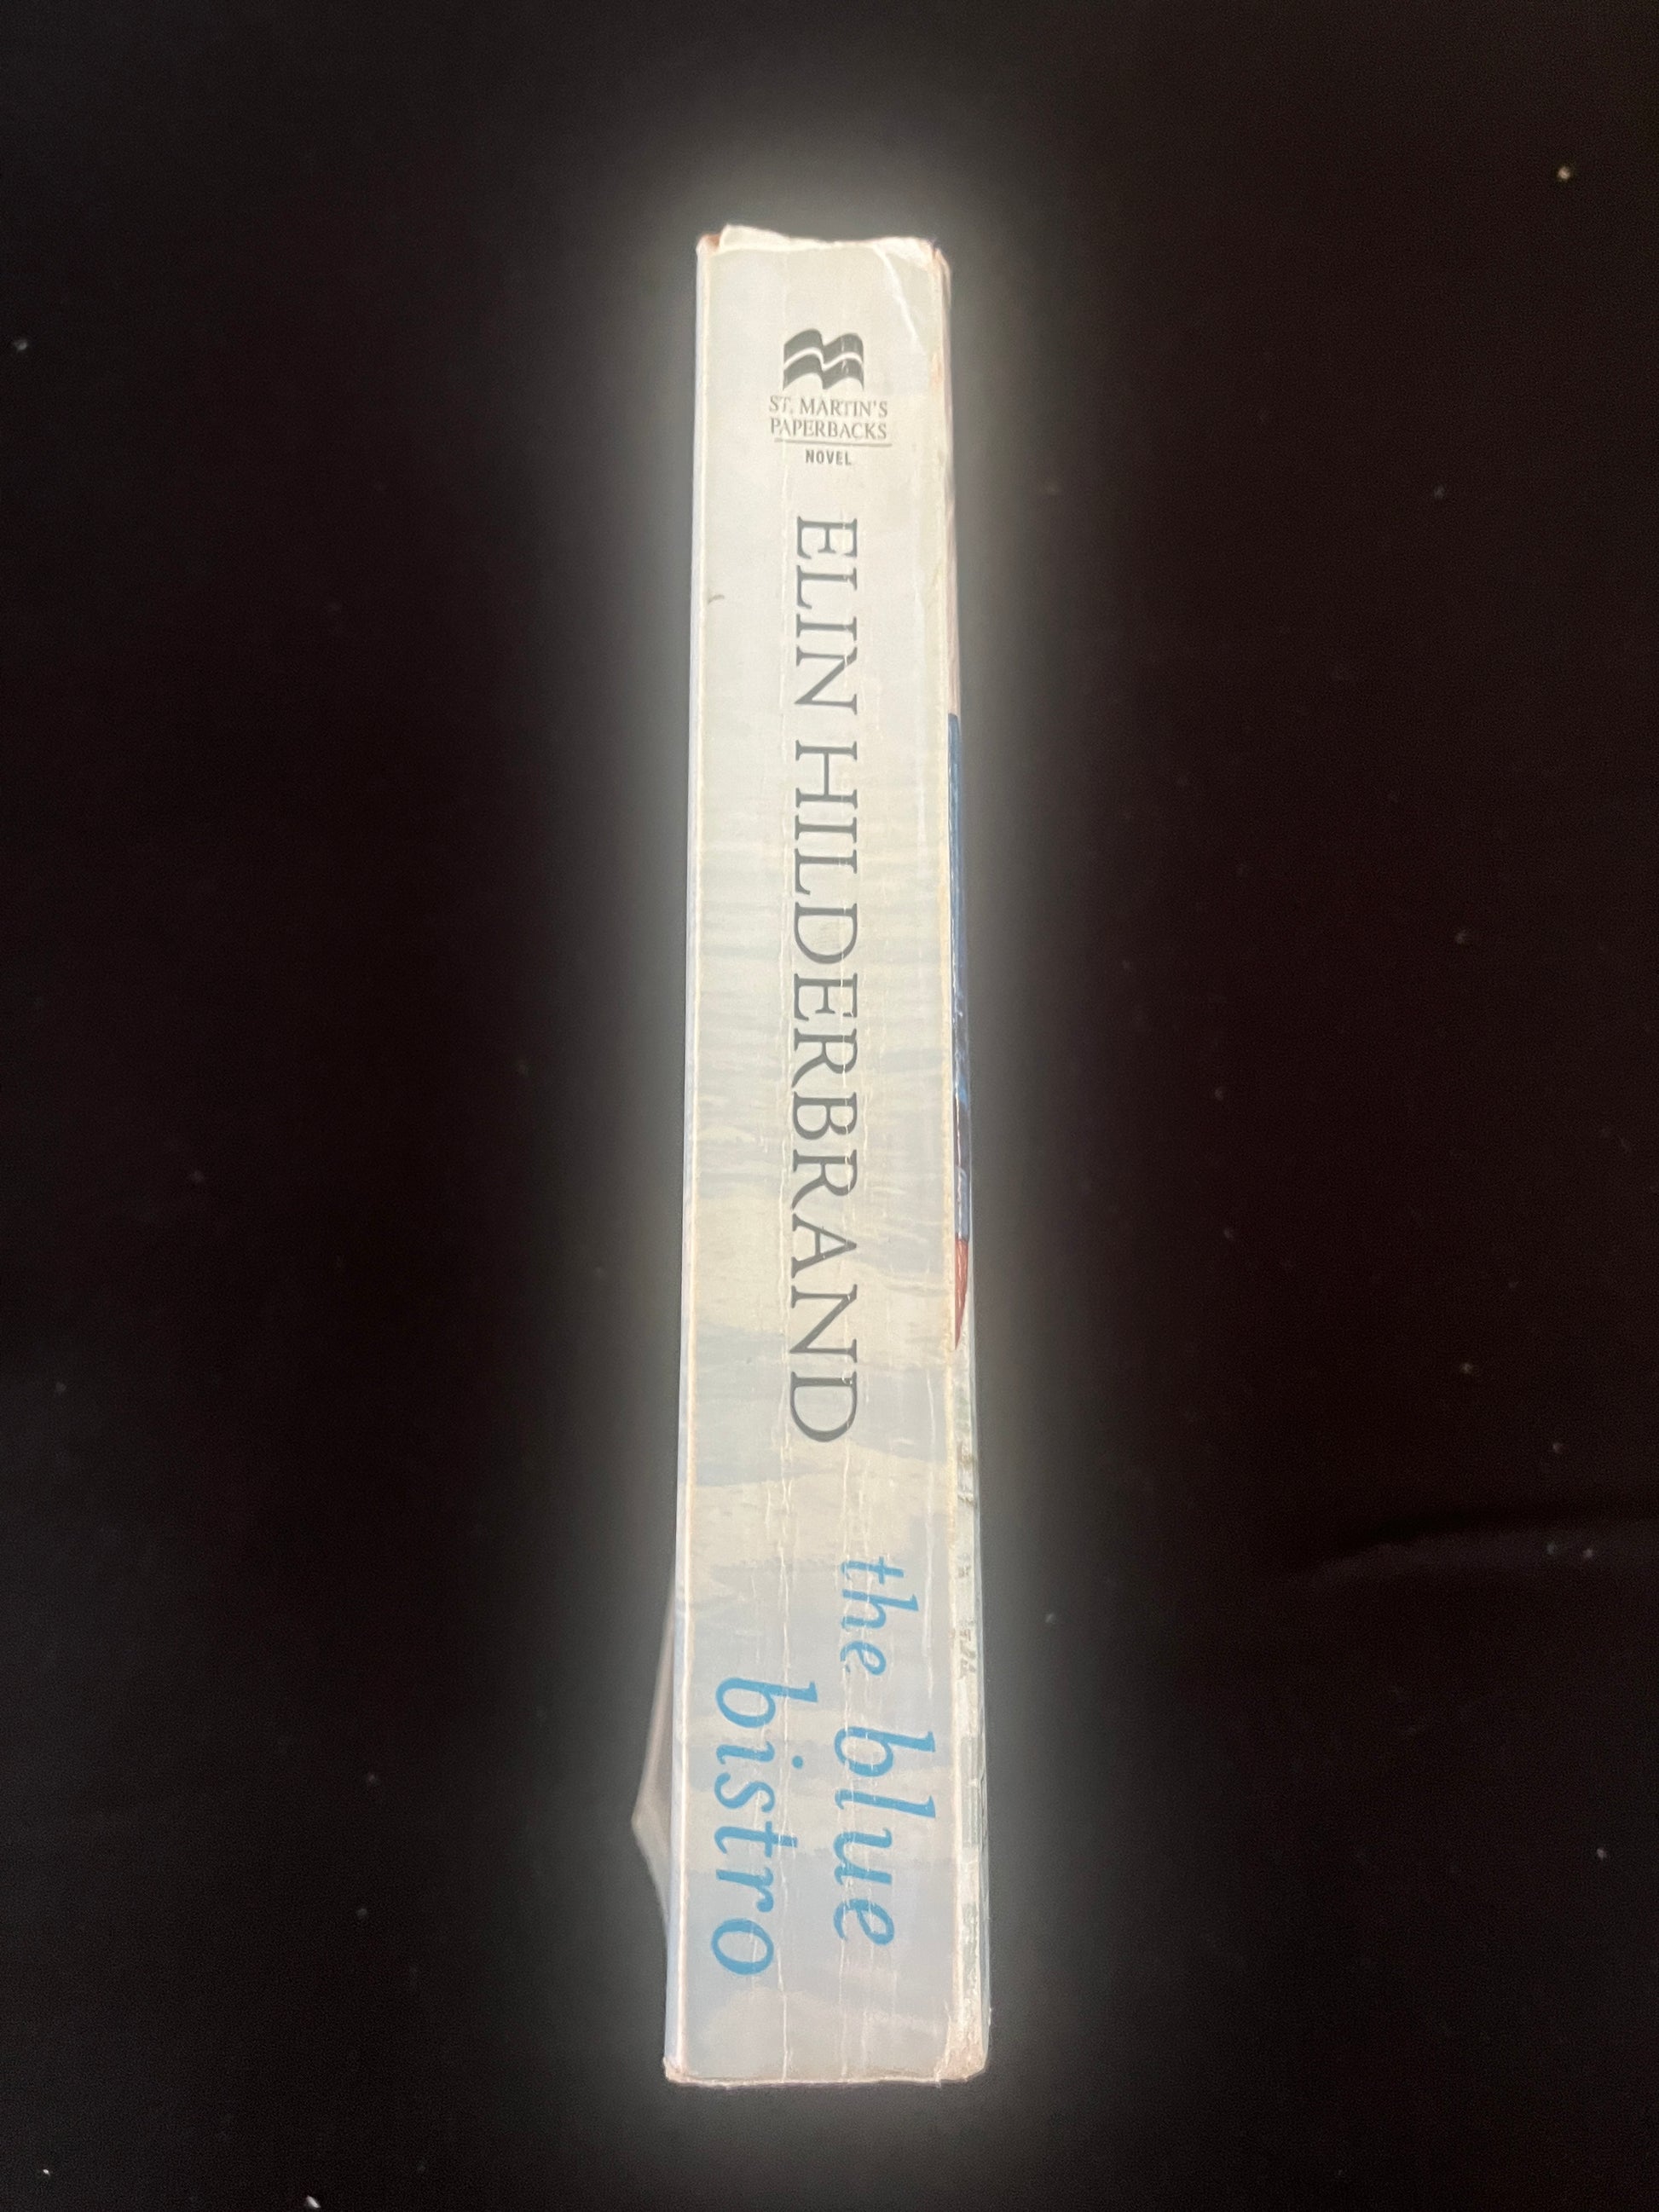 ST. MARTIN'S
PAPERBACKS
NOVEL
ELIN HILDERBRAND
the blue
bistro